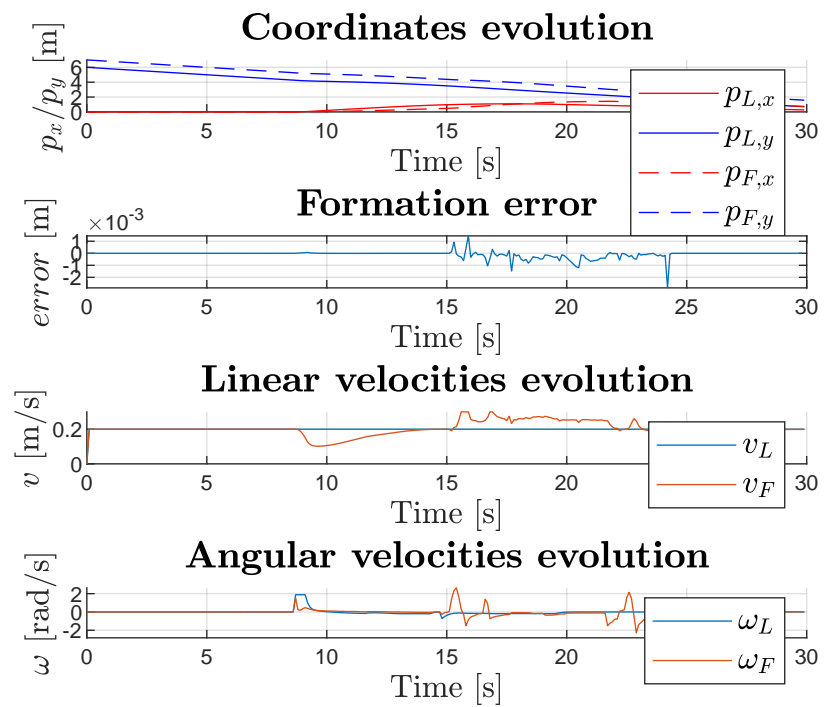 Coordinates evolution
p_x/p_y [m]
6
4
2
0
0 5 10 15 20 30
Time [s]
p_{L,x}
p_{L,y}
p_{F,x}
p_{F,y}
Formation error
×10^{-3}
error [m]
1
0
-1
-2
0 5 10 15 20 25 30
Time [s]
Linear velocities evolution
v [m/s]
0.2
0
0 5 10 15 20 30
Time [s]
v_L
v_F
Angular velocities evolution
ω [rad/s]
2
0
-2
0 5 10 15 20 30
Time [s]
ω_L
ω_F